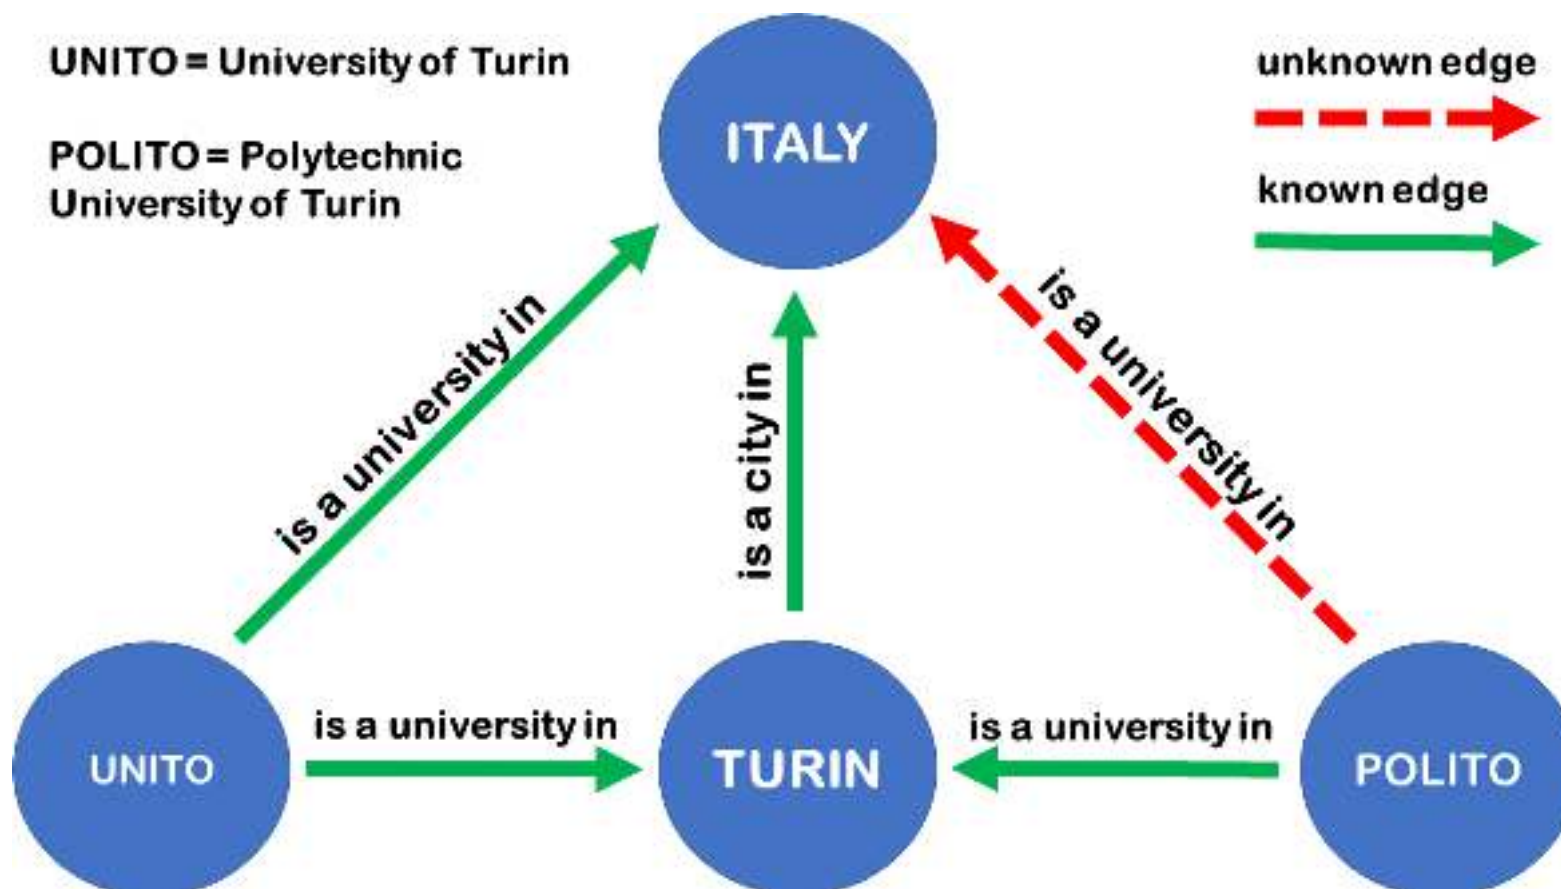 UNITO = University of Turin
POLITO = Polytechnic
University of Turin
ITALY
unknown edge
known edge
is a university in
is a city in
is a university in
is a university in
is a university in
UNITO
TURIN
POLITO